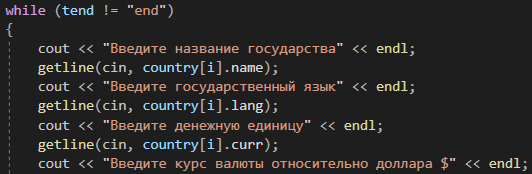 while (tend != "end")
{
cout << "Введите название государства" << endl;
getline(cin, country[i].name);
cout << "Введите государственный язык" << endl;
getline(cin, country[i].lang);
cout << "Введите денежную единицу" << endl;
getline(cin, country[i].curr);
cout << "Введите курс валюты относительно доллара $" << endl;